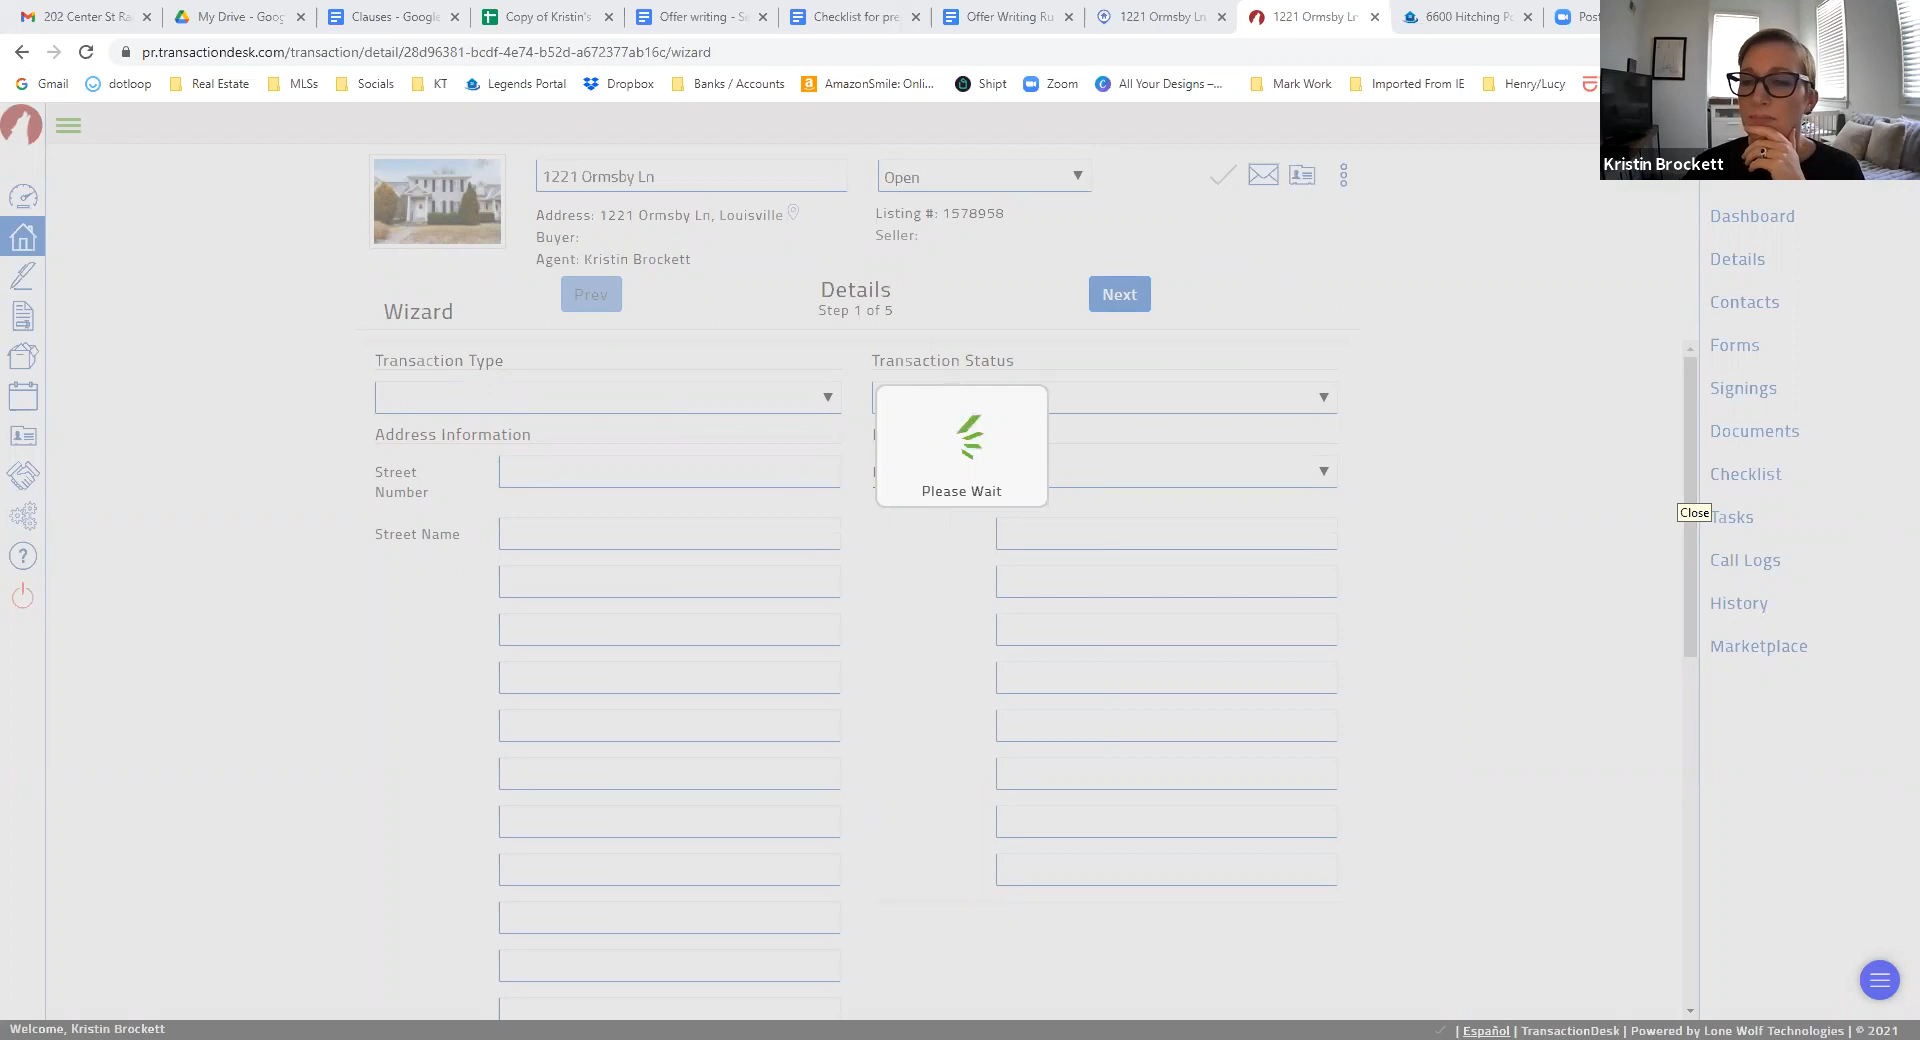 202 Center St Ra
My Drive - Goog
Clauses - Google
Copy of Kristin's
Offer writing - S
Checklist for pre
Offer Writing Ru
1221 Ormsby Ln
1221 Ormsby Ln
6600 Hitching Po
Post
pr.transactiondesk.com/transaction/detail/28d96381-bcdf-4e74-b52d-a672377ab16c/wizard
Gmail
dotloop
Real Estate
MLSs
Socials
KT
Legends Portal
Dropbox
Banks / Accounts
AmazonSmile: Onli...
Shipt
Zoom
All Your Designs –...
Mark Work
Imported From IE
Henry/Lucy
Kristin Brockett
1221 Ormsby Ln
Open
Address: 1221 Ormsby Ln, Louisville
Listing #: 1578958
Buyer:
Seller:
Agent: Kristin Brockett
Wizard
Prev
Details
Step 1 of 5
Next
Transaction Type
Transaction Status
Address Information
Street
Number
Street Name
Please Wait
Dashboard
Details
Contacts
Forms
Signings
Documents
Checklist
Close
Tasks
Call Logs
History
Marketplace
Welcome, Kristin Brockett
| Español | TransactionDesk | Powered by Lone Wolf Technologies | © 2021